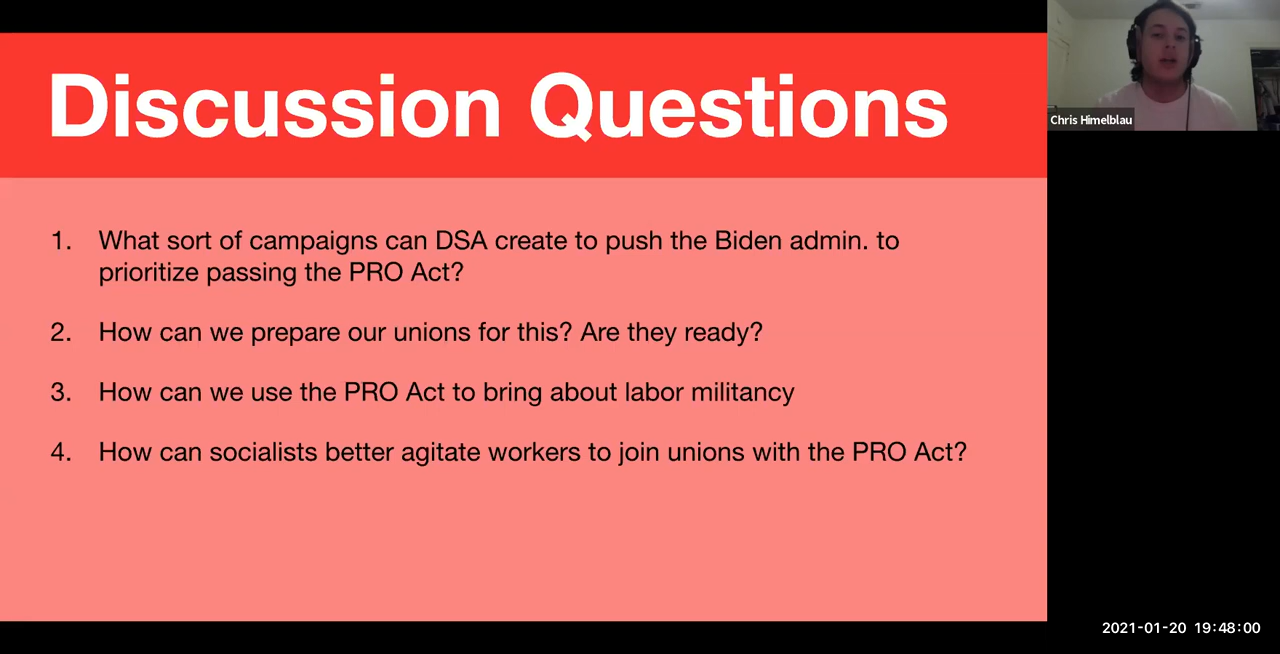 Discussion Questions
1. What sort of campaigns can DSA create to push the Biden admin. to
prioritize passing the PRO Act?
2. How can we prepare our unions for this? Are they ready?
3. How can we use the PRO Act to bring about labor militancy
4. How can socialists better agitate workers to join unions with the PRO Act?
Chris Himelblau
2021-01-20 19:48:00